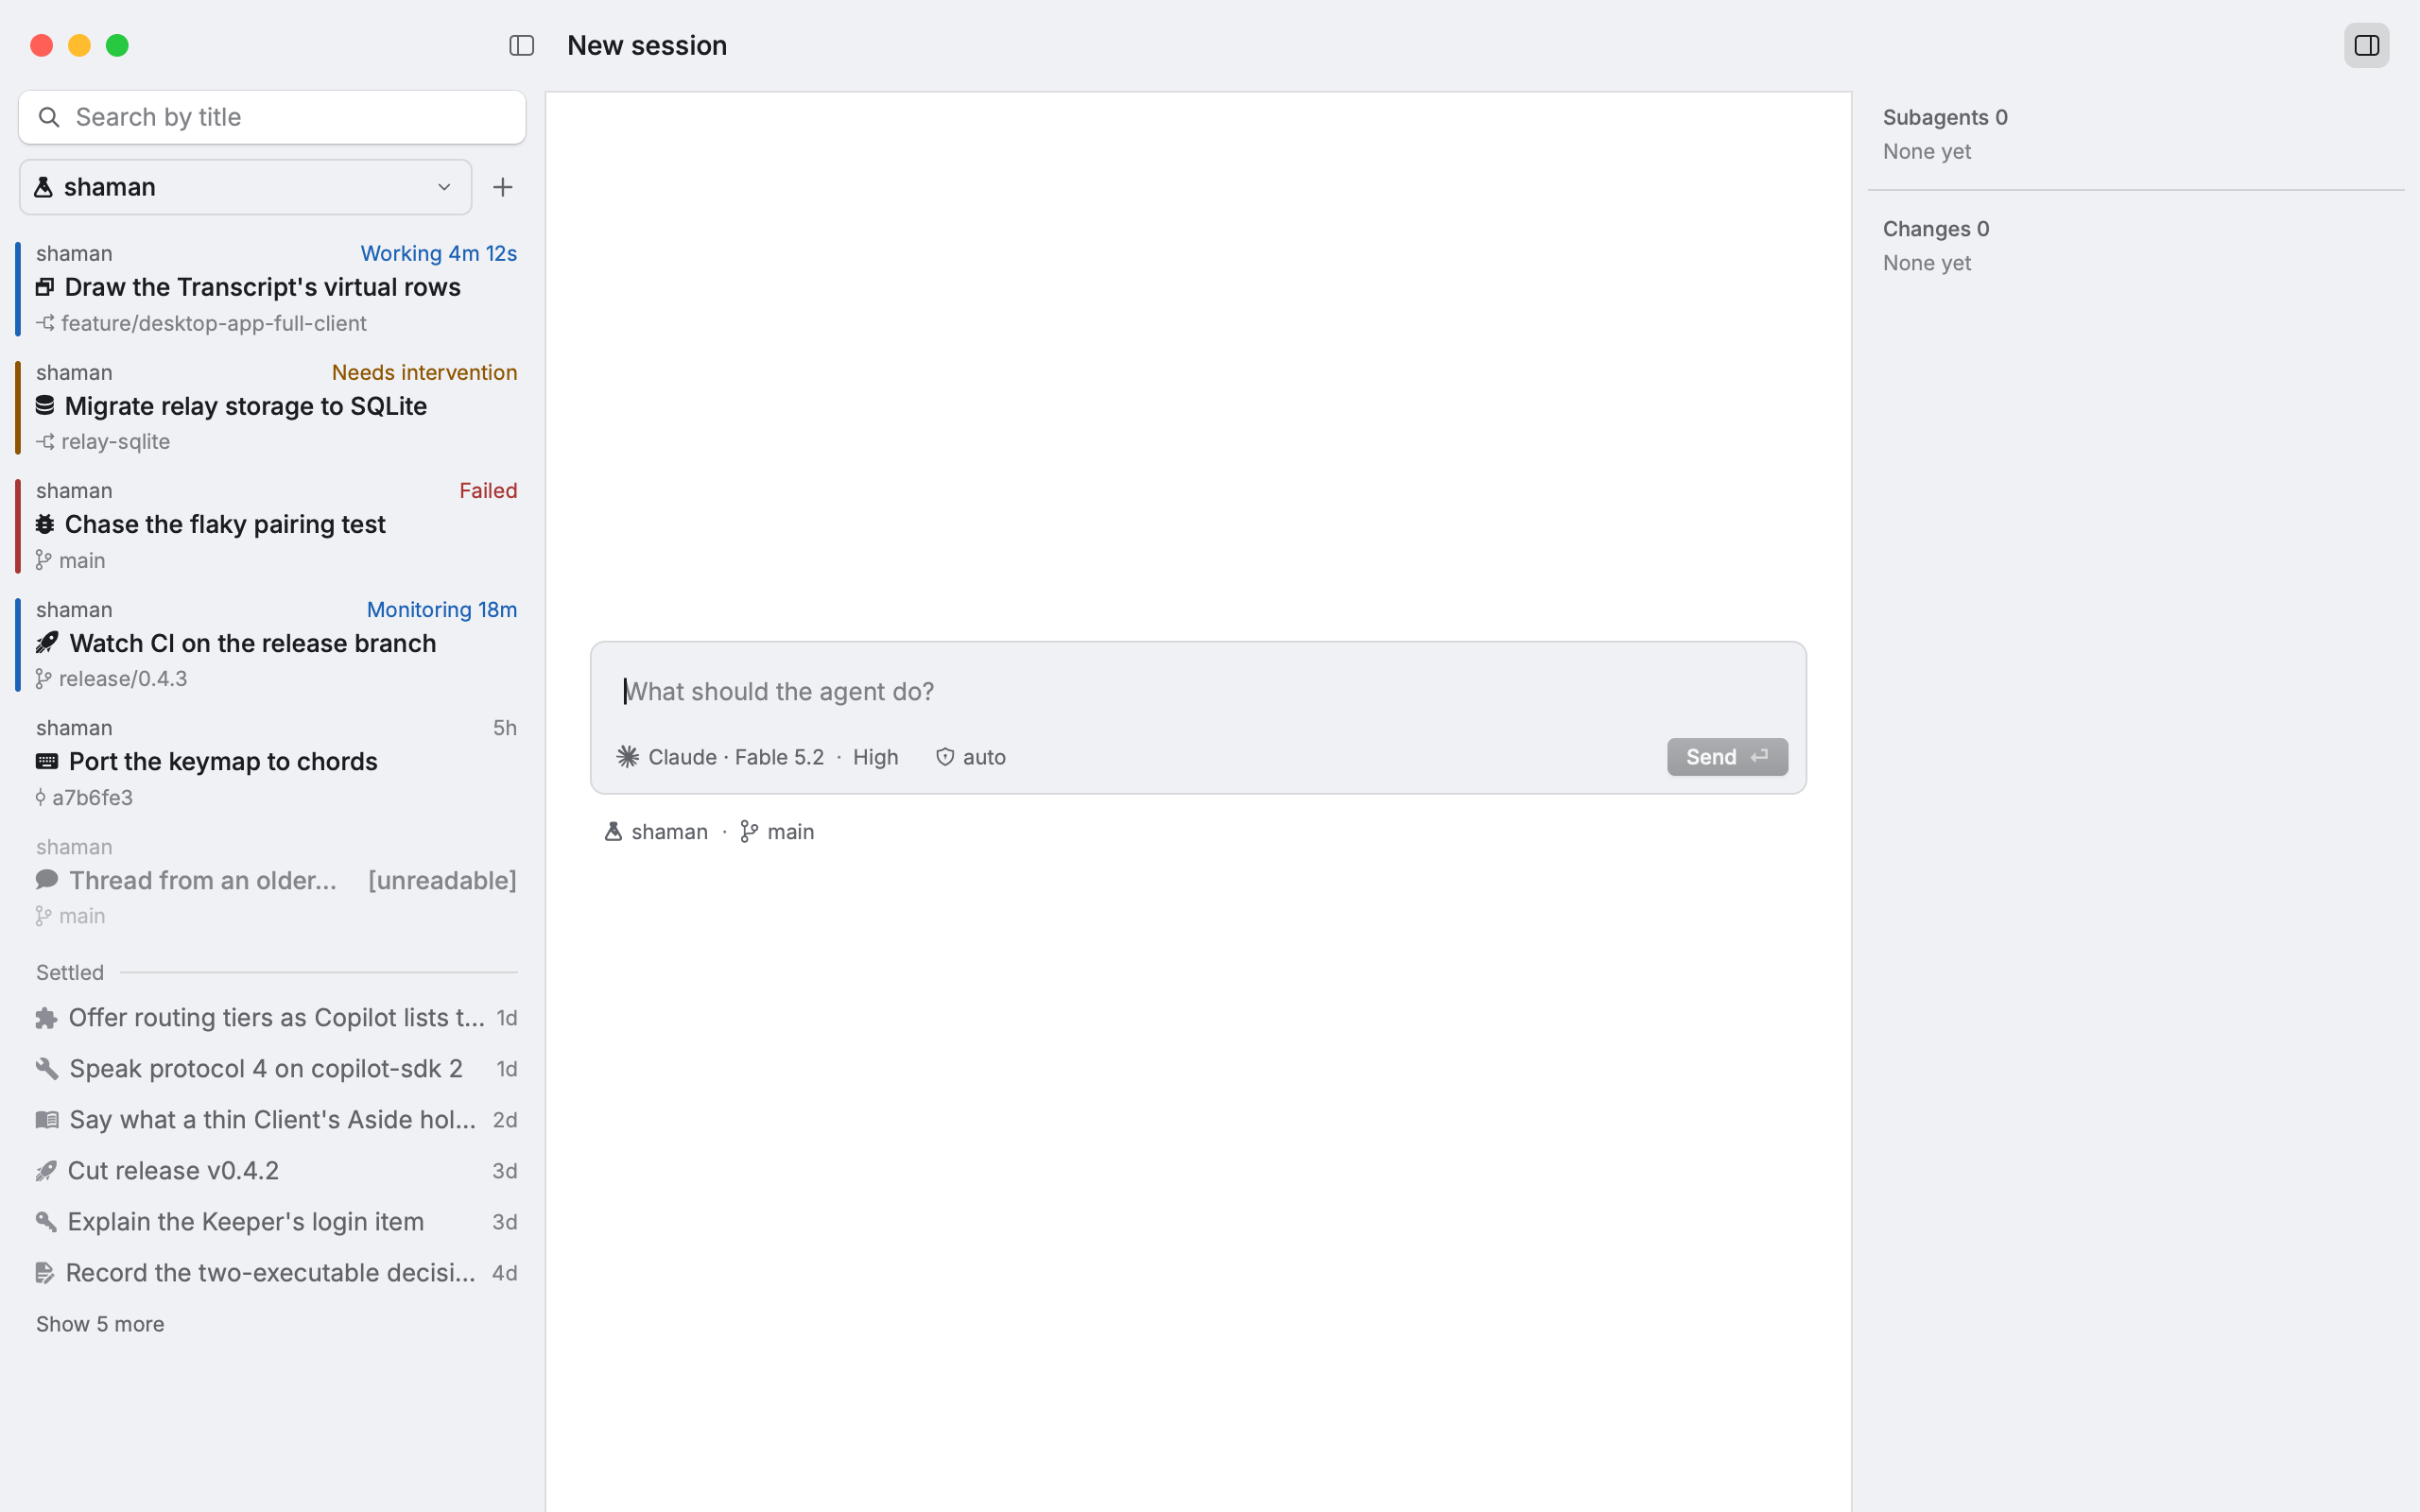 New session
Search by title
shaman
shaman Working 4m 12s
Draw the Transcript's virtual rows
feature/desktop-app-full-client
shaman Needs intervention
Migrate relay storage to SQLite
relay-sqlite
shaman Failed
Chase the flaky pairing test
main
shaman Monitoring 18m
Watch CI on the release branch
release/0.4.3
shaman 5h
Port the keymap to chords
a7b6fe3
shaman
Thread from an older... [unreadable]
main
Settled
Offer routing tiers as Copilot lists t... 1d
Speak protocol 4 on copilot-sdk 2 1d
Say what a thin Client's Aside hol... 2d
Cut release v0.4.2 3d
Explain the Keeper's login item 3d
Record the two-executable decisi... 4d
Show 5 more
What should the agent do?
Claude · Fable 5.2 · High auto Send
shaman · main
Subagents 0
None yet
Changes 0
None yet